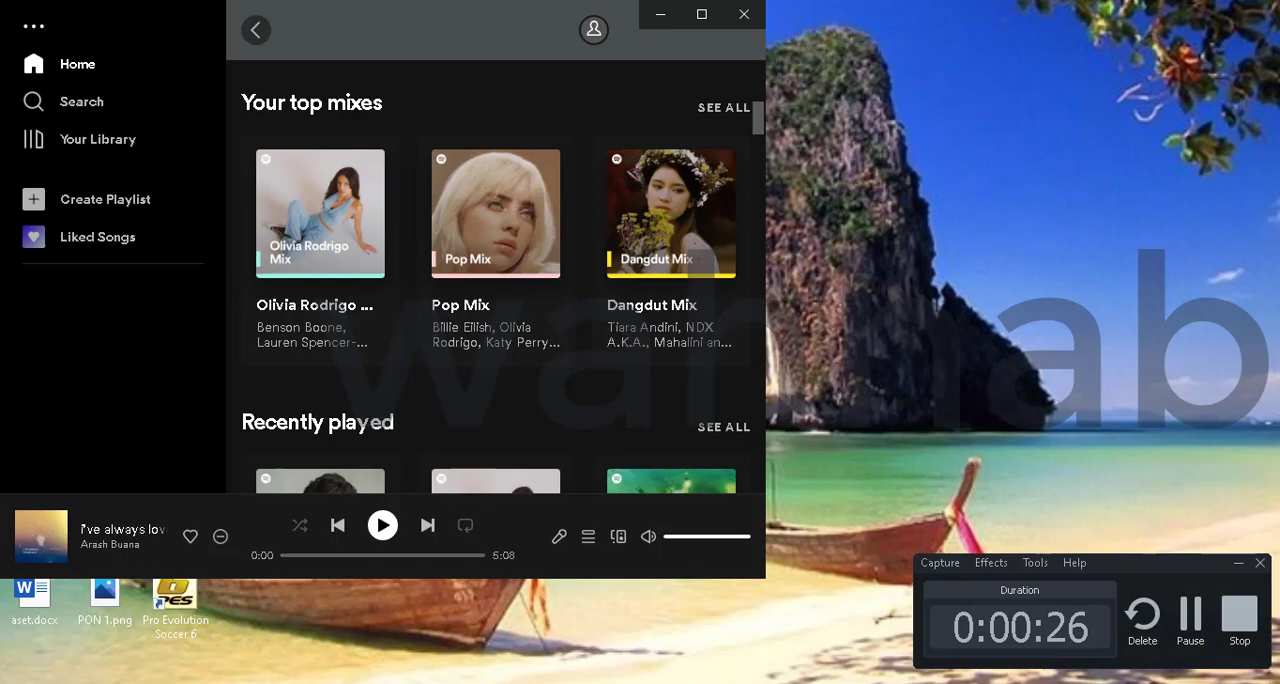 Home
Search
Your Library
Create Playlist
Liked Songs
Your top mixes
SEE ALL
Olivia Rodrigo
Mix
Pop Mix
Dangdut Mix
Olivia Rodrigo ...
Benson Boone,
Lauren Spencer-...
Pop Mix
Billie Eilish, Olivia
Rodrigo, Katy Perry...
Dangdut Mix
Tiara Andini, NDX
A.K.A., Mahalini an...
Recently played
SEE ALL
i've always lov
Arash Buana
0:00
5:08
W
aset.docx
PON 1.png
PES
Pro Evolution
Soccer 6
Capture Effects Tools Help
Duration
0:00:26
Delete
Pause
Stop